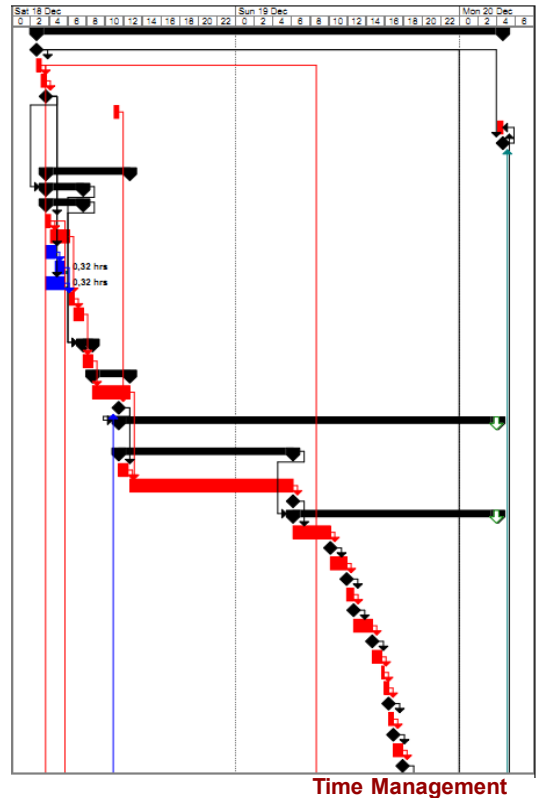 Sat 18 Dec Sun 19 Dec Mon 20 Dec
0 2 4 6 8 10 12 14 16 18 20 22 0 2 4 6 8 10 12 14 16 18 20 22 0 2 4 6
0,32 hrs
0,32 hrs
Time Management